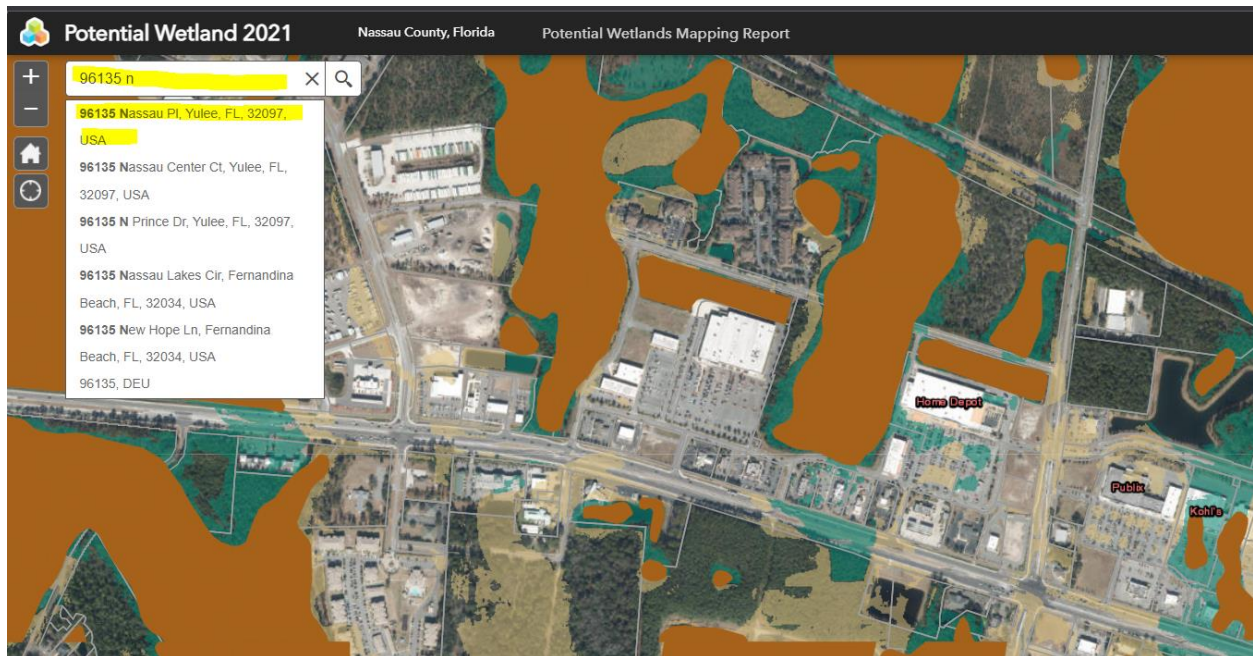 Potential Wetland 2021
Nassau County, Florida
Potential Wetlands Mapping Report
96135 n
96135 Nassau Pl, Yulee, FL, 32097,
USA
96135 Nassau Center Ct, Yulee, FL,
32097, USA
96135 N Prince Dr, Yulee, FL, 32097,
USA
96135 Nassau Lakes Cir, Fernandina
Beach, FL, 32034, USA
96135 New Hope Ln, Fernandina
Beach, FL, 32034, USA
96135, DEU
Home Depot
Publix
Kohl's